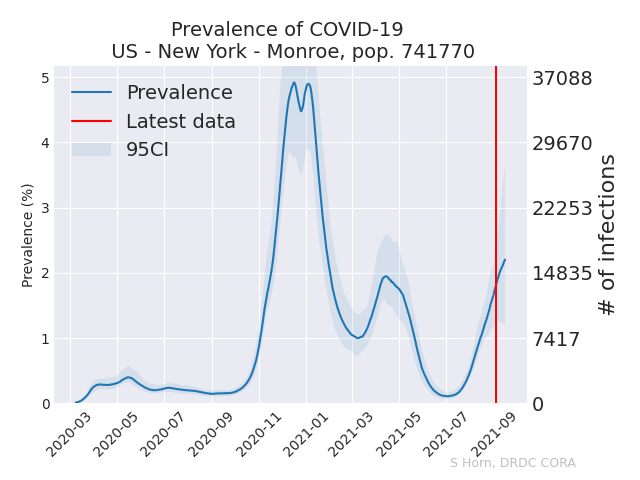 Prevalence of COVID-19
US - New York - Monroe, pop. 741770
Prevalence
Latest data
95CI
Prevalence (%)
5
4
3
2
1
0
37088
29670
22253
14835
7417
0
# of infections
2020-03
2020-05
2020-07
2020-09
2020-11
2021-01
2021-03
2021-05
2021-07
2021-09
S Horn, DRDC CORA